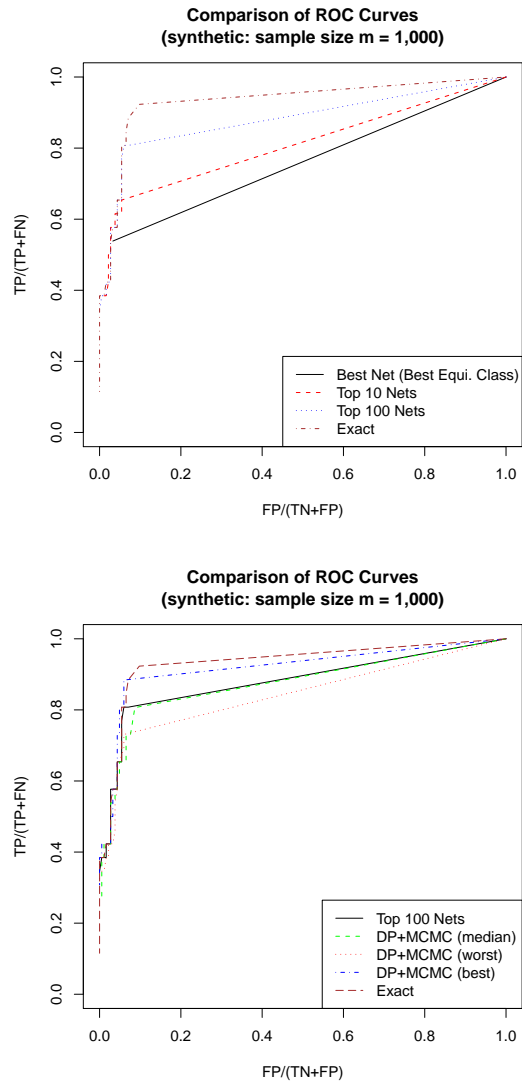 Comparison of ROC Curves
(synthetic: sample size m = 1,000)
TP/(TP+FN)
1.0
0.8
0.6
0.4
0.2
0.0
Best Net (Best Equi. Class)
Top 10 Nets
Top 100 Nets
Exact
0.0 0.2 0.4 0.6 0.8 1.0
FP/(TN+FP)
Comparison of ROC Curves
(synthetic: sample size m = 1,000)
TP/(TP+FN)
1.0
0.8
0.6
0.4
0.2
0.0
Top 100 Nets
DP+MCMC (median)
DP+MCMC (worst)
DP+MCMC (best)
Exact
0.0 0.2 0.4 0.6 0.8 1.0
FP/(TN+FP)